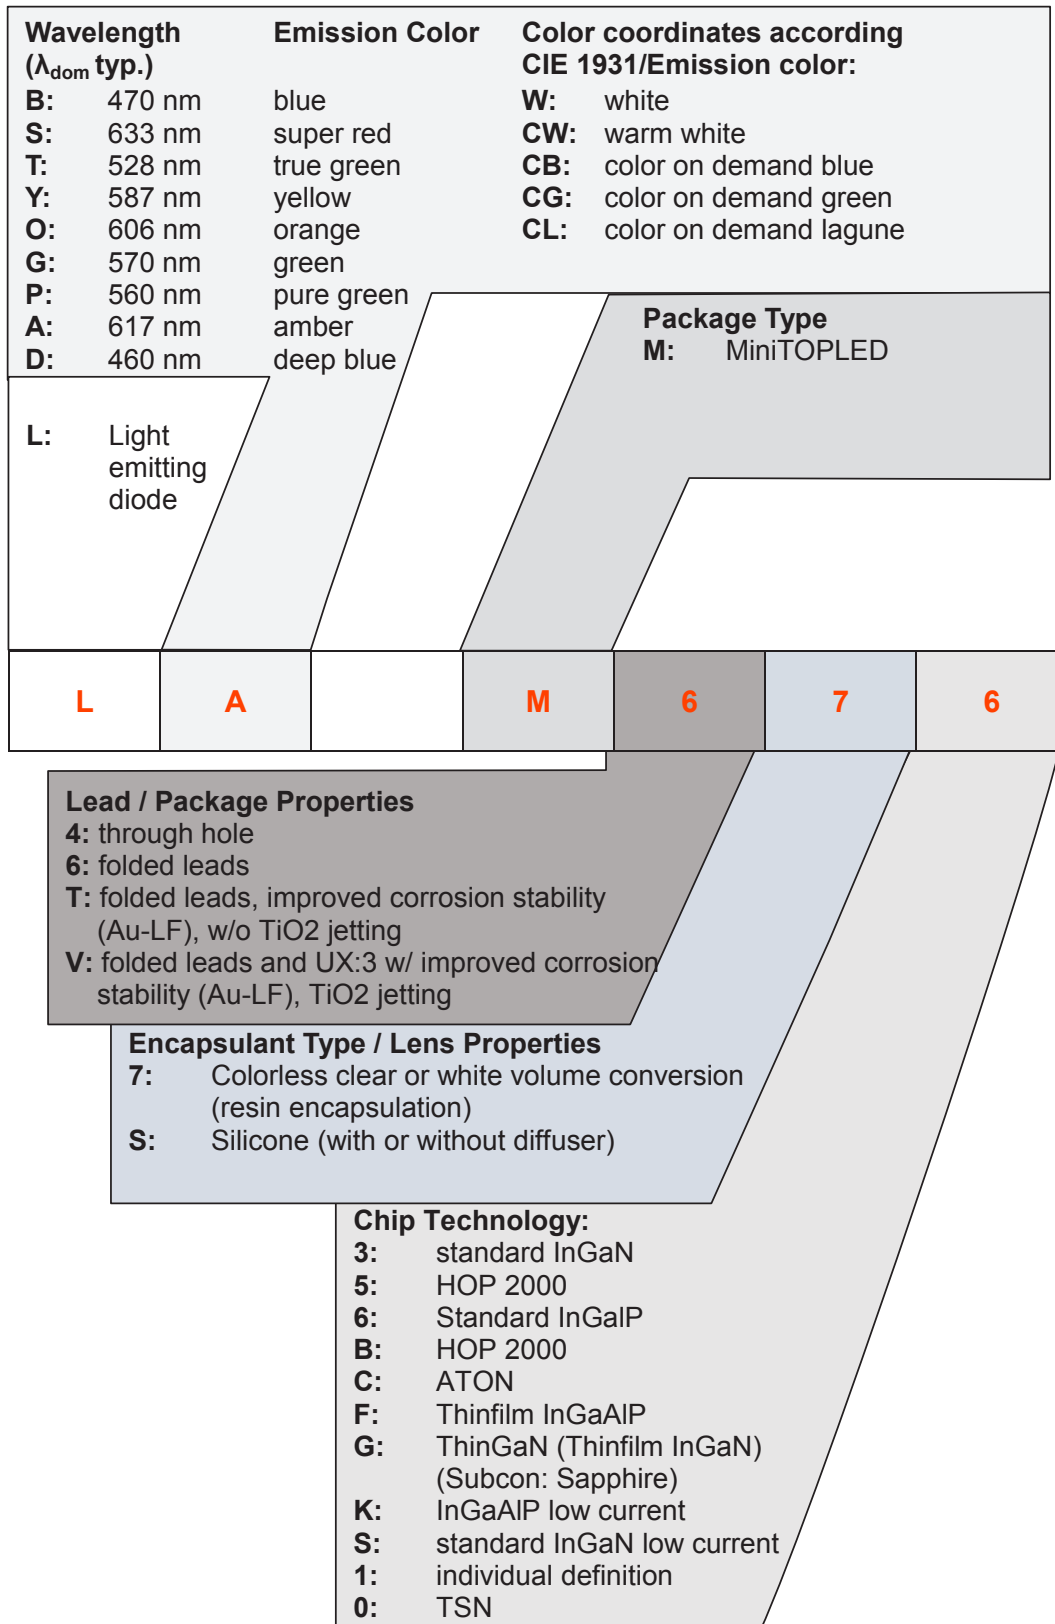 Wavelength Emission Color Color coordinates according
(λdom typ.) CIE 1931/Emission color:
B: 470 nm blue W: white
S: 633 nm super red CW: warm white
T: 528 nm true green CB: color on demand blue
Y: 587 nm yellow CG: color on demand green
O: 606 nm orange CL: color on demand lagune
G: 570 nm green
P: 560 nm pure green
A: 617 nm amber
D: 460 nm deep blue
Package Type
M: MiniTOPLED
L: Light
emitting
diode
L A M 6 7 6
Lead / Package Properties
4: through hole
6: folded leads
T: folded leads, improved corrosion stability
(Au-LF), w/o TiO2 jetting
V: folded leads and UX:3 w/ improved corrosion
stability (Au-LF), TiO2 jetting
Encapsulant Type / Lens Properties
7: Colorless clear or white volume conversion
(resin encapsulation)
S: Silicone (with or without diffuser)
Chip Technology:
3: standard InGaN
5: HOP 2000
6: Standard InGalP
B: HOP 2000
C: ATON
F: Thinfilm InGaAlP
G: ThinGaN (Thinfilm InGaN)
(Subcon: Sapphire)
K: InGaAlP low current
S: standard InGaN low current
1: individual definition
0: TSN